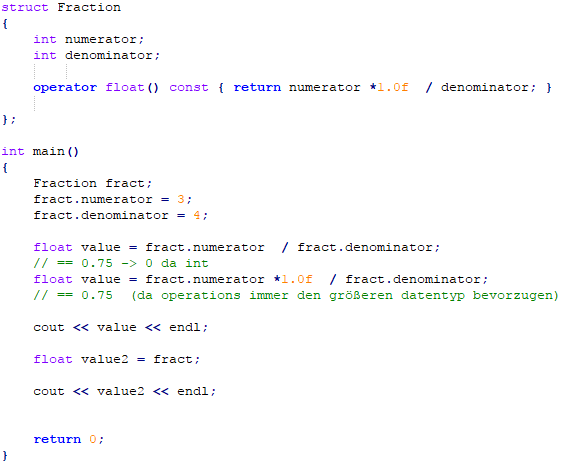 struct Fraction
{
    int numerator;
    int denominator;

    operator float() const { return numerator *1.0f  / denominator; }

};

int main()
{
    Fraction fract;
    fract.numerator = 3;
    fract.denominator = 4;

    float value = fract.numerator  / fract.denominator;
    // == 0.75 -> 0 da int
    float value = fract.numerator *1.0f  / fract.denominator;
    // == 0.75  (da operations immer den größeren datentyp bevorzugen)

    cout << value << endl;

    float value2 = fract;

    cout << value2 << endl;


    return 0;
}